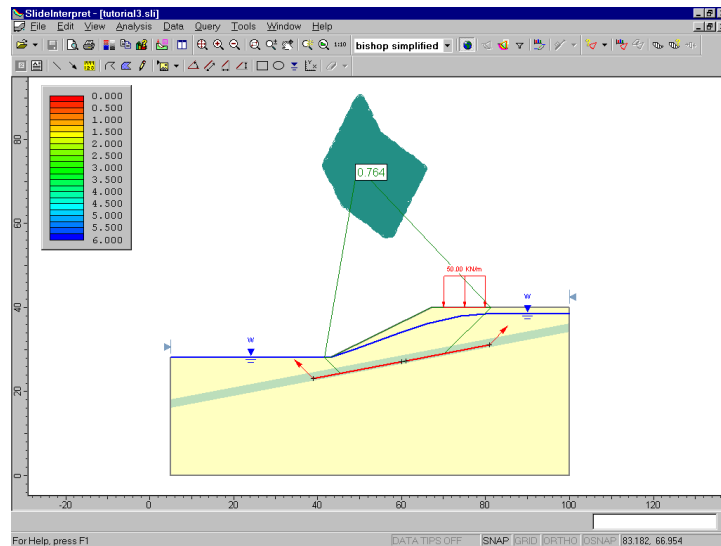 SlideInterpret - [tutorial3.sli]
File Edit View Analysis Data Query Tools Window Help
1:10 bishop simplified
0.000
0.500
1.000
1.500
2.000
2.500
3.000
3.500
4.000
4.500
5.000
5.500
6.000
80
60
40
20
0
0.764
50.00 KN/m
W
W
-20 0 20 40 60 80 100 120
For Help, press F1 DATA TIPS OFF SNAP GRID ORTHO OSNAP 83.182, 66.954